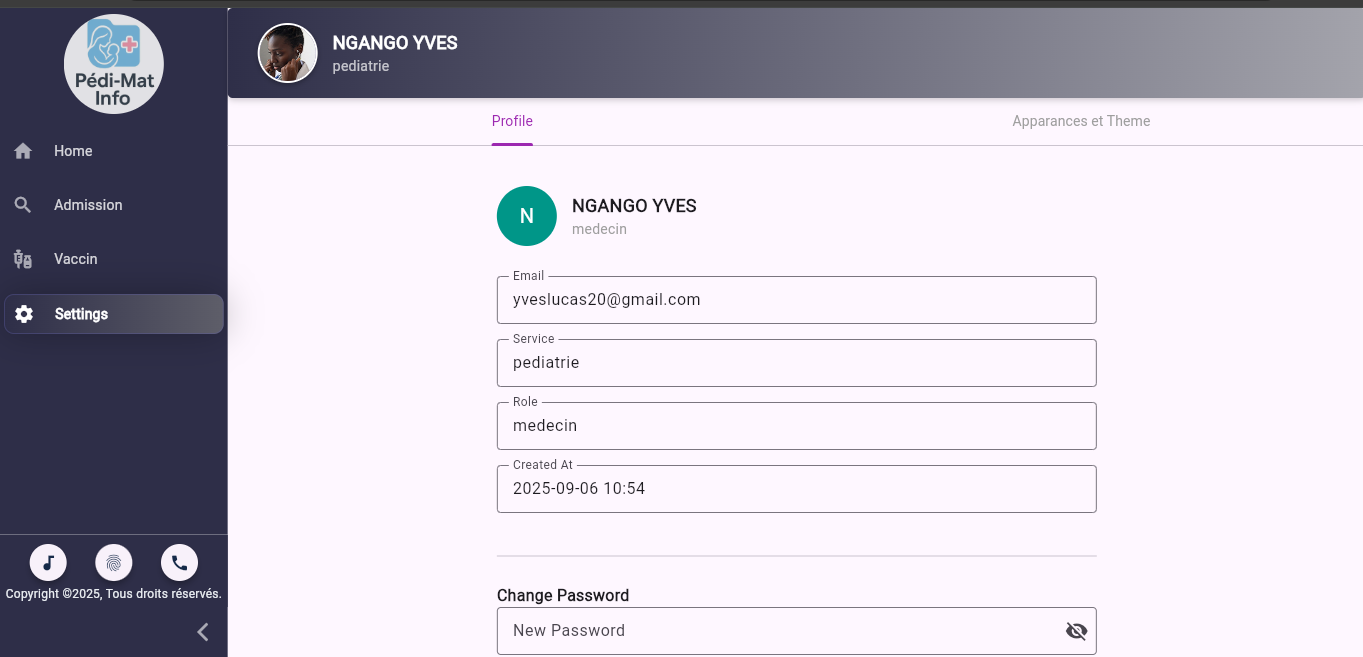 Pédi-Mat
Info
Home
Admission
Vaccin
Settings
Copyright ©2025, Tous droits réservés.
NGANGO YVES
pediatrie
Profile
Apparances et Theme
N
NGANGO YVES
medecin
Email
yveslucas20@gmail.com
Service
pediatrie
Role
medecin
Created At
2025-09-06 10:54
Change Password
New Password